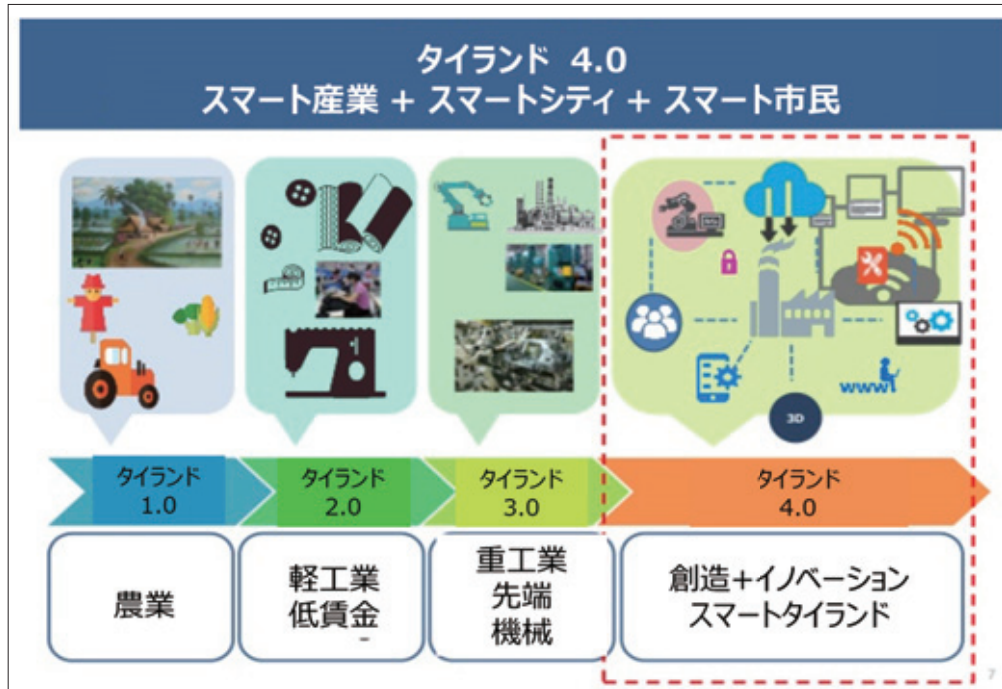 タイランド 4.0
スマート産業 + スマートシティ + スマート市民
www
3D
タイランド
1.0
タイランド
2.0
タイランド
3.0
タイランド
4.0
農業
軽工業
低賃金
重工業
先端
機械
創造+イノベーション
スマートタイランド
7